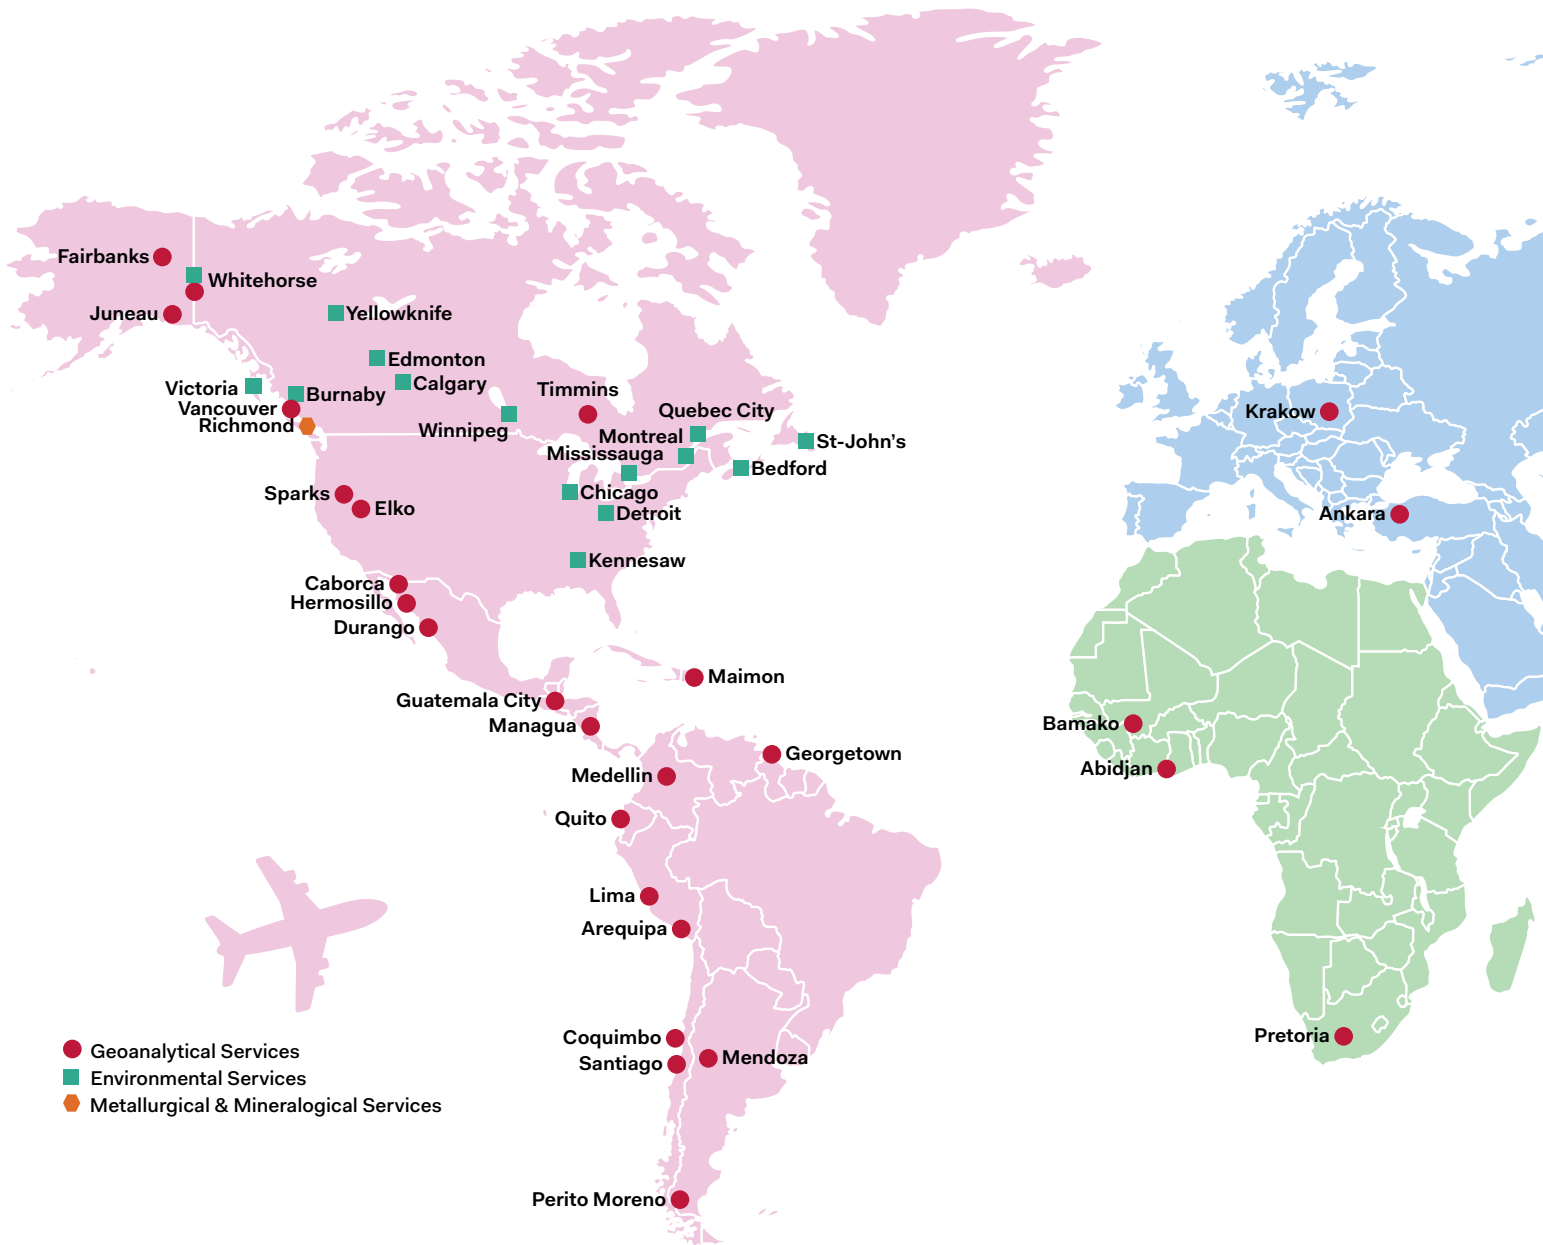 Fairbanks
Whitehorse
Juneau
Yellowknife
Edmonton
Calgary
Victoria
Burnaby
Vancouver
Richmond
Winnipeg
Timmins
Quebec City
Montreal
Mississauga
St-John’s
Bedford
Chicago
Detroit
Sparks
Elko
Kennesaw
Caborca
Hermosillo
Durango
Maimon
Guatemala City
Managua
Georgetown
Medellin
Quito
Lima
Arequipa
Coquimbo
Santiago
Mendoza
Perito Moreno
Krakow
Ankara
Bamako
Abidjan
Pretoria
Geoanalytical Services
Environmental Services
Metallurgical & Mineralogical Services